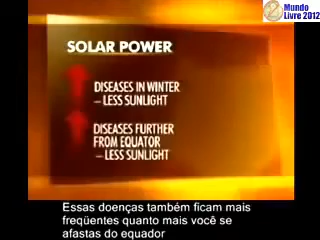 Mundo
Livre 2012
SOLAR POWER
DISEASES IN WINTER
– LESS SUNLIGHT
DISEASES FURTHER
FROM EQUATOR
– LESS SUNLIGHT
Essas doenças também ficam mais
freqüentes quanto mais você se
afastas do equador